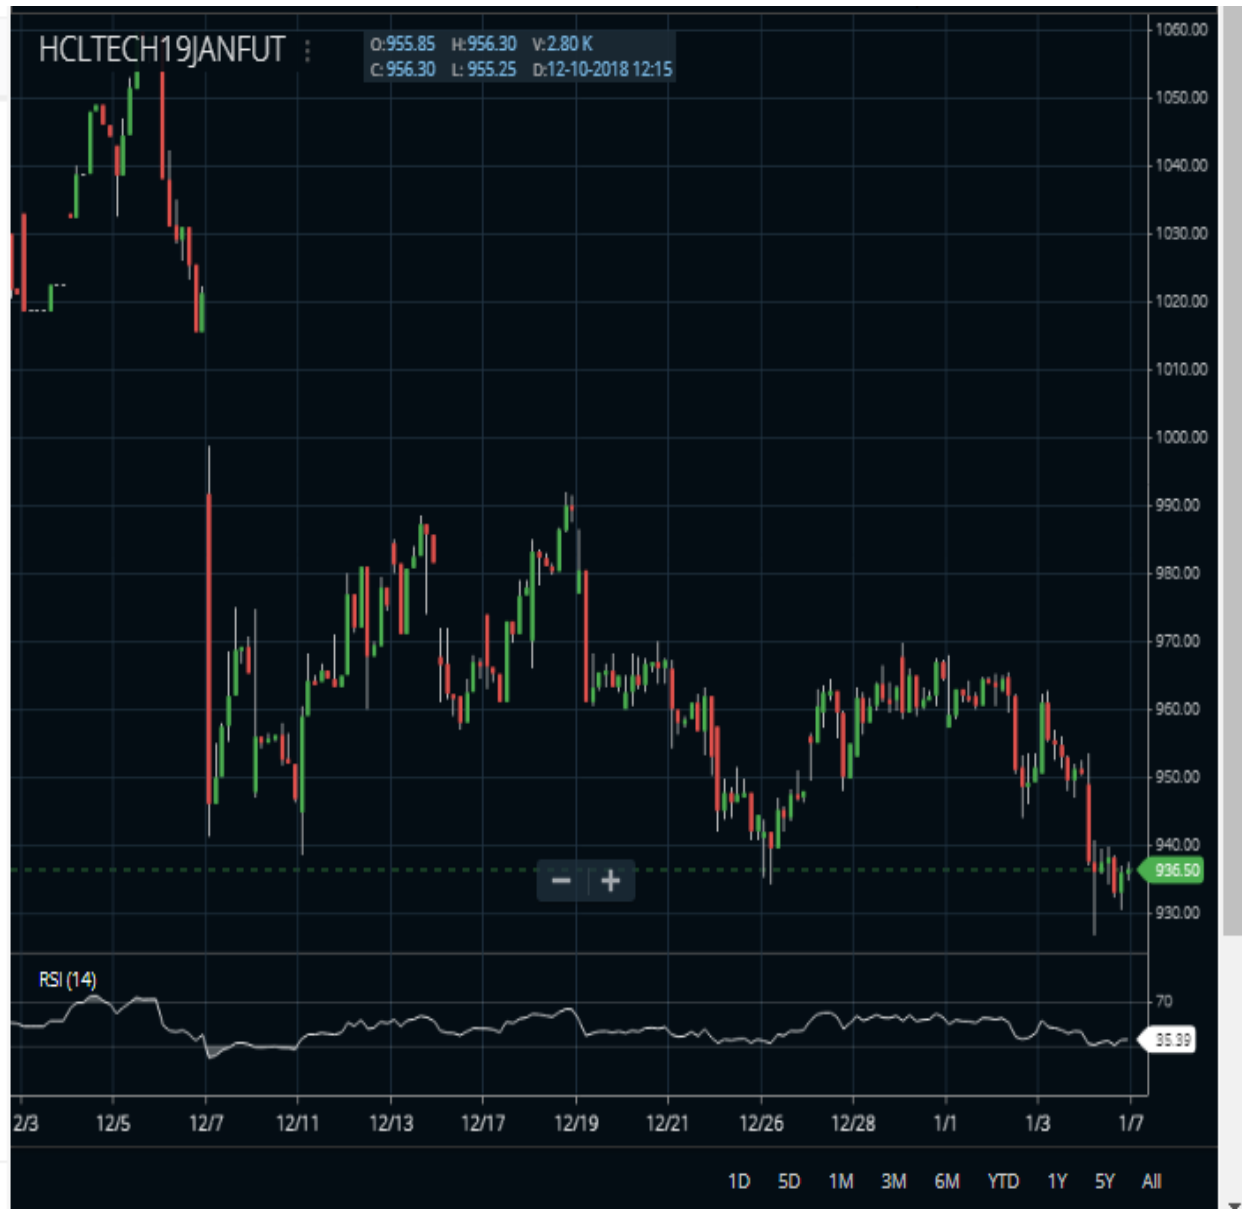 HCLTECH19JANFUT
O:955.85 H:956.30 V:2.80 K
C:956.30 L:955.25 D:12-10-2018 12:15
1060.00
1050.00
1040.00
1030.00
1020.00
1010.00
1000.00
990.00
980.00
970.00
960.00
950.00
940.00
936.50
930.00
RSI (14)
70
35.39
2/3 12/5 12/7 12/11 12/13 12/17 12/19 12/21 12/26 12/28 1/1 1/3 1/7
1D 5D 1M 3M 6M YTD 1Y 5Y All